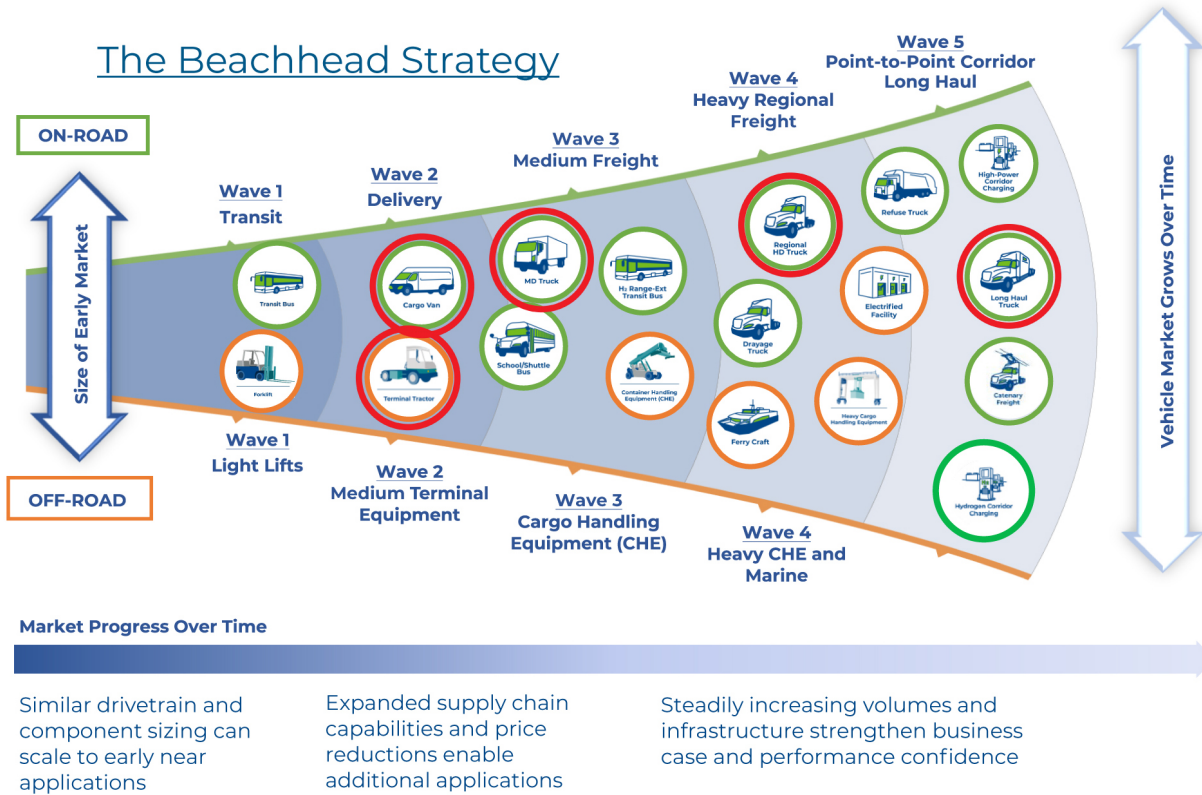 The Beachhead Strategy
ON-ROAD
OFF-ROAD
Size of Early Market
Wave 1
Transit
Wave 2
Delivery
Wave 3
Medium Freight
Wave 4
Heavy Regional
Freight
Wave 5
Point-to-Point Corridor
Long Haul
Transit Bus
Forklift
Cargo Van
Terminal Tractor
MD Truck
School/Shuttle
Bus
H₂ Range-Ext
Transit Bus
Container Handling
Equipment (CHE)
Regional
HD Truck
Drayage
Truck
Ferry Craft
Refuse Truck
Electrified
Facility
Heavy Cargo
Handling Equipment
High-Power
Corridor
Charging
Long Haul
Truck
Catenary
Freight
Hydrogen Corridor
Charging
Wave 1
Light Lifts
Wave 2
Medium Terminal
Equipment
Wave 3
Cargo Handling
Equipment (CHE)
Wave 4
Heavy CHE and
Marine
Vehicle Market Grows Over Time
Market Progress Over Time
Similar drivetrain and
component sizing can
scale to early near
applications
Expanded supply chain
capabilities and price
reductions enable
additional applications
Steadily increasing volumes and
infrastructure strengthen business
case and performance confidence